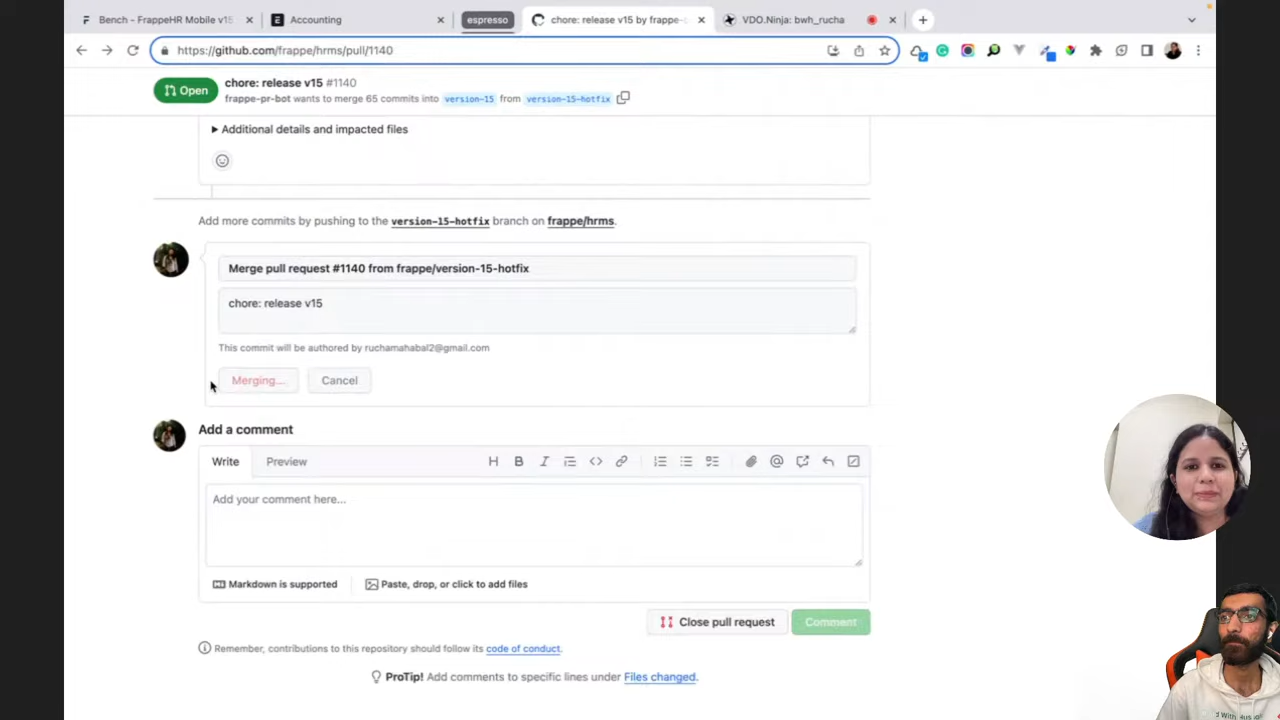 Bench - FrappeHR Mobile v15
Accounting
espresso
chore: release v15 by frappe-
VDO.Ninja: bwh_rucha
https://github.com/frappe/hrms/pull/1140
Open
chore: release v15 #1140
frappe-pr-bot wants to merge 65 commits into version-15 from version-15-hotfix
Additional details and impacted files
Add more commits by pushing to the version-15-hotfix branch on frappe/hrms.
Merge pull request #1140 from frappe/version-15-hotfix
chore: release v15
This commit will be authored by ruchamahabal2@gmail.com
Merging...
Cancel
Add a comment
Write
Preview
Add your comment here...
Markdown is supported
Paste, drop, or click to add files
Close pull request
Comment
Remember, contributions to this repository should follow its code of conduct.
ProTip! Add comments to specific lines under Files changed.